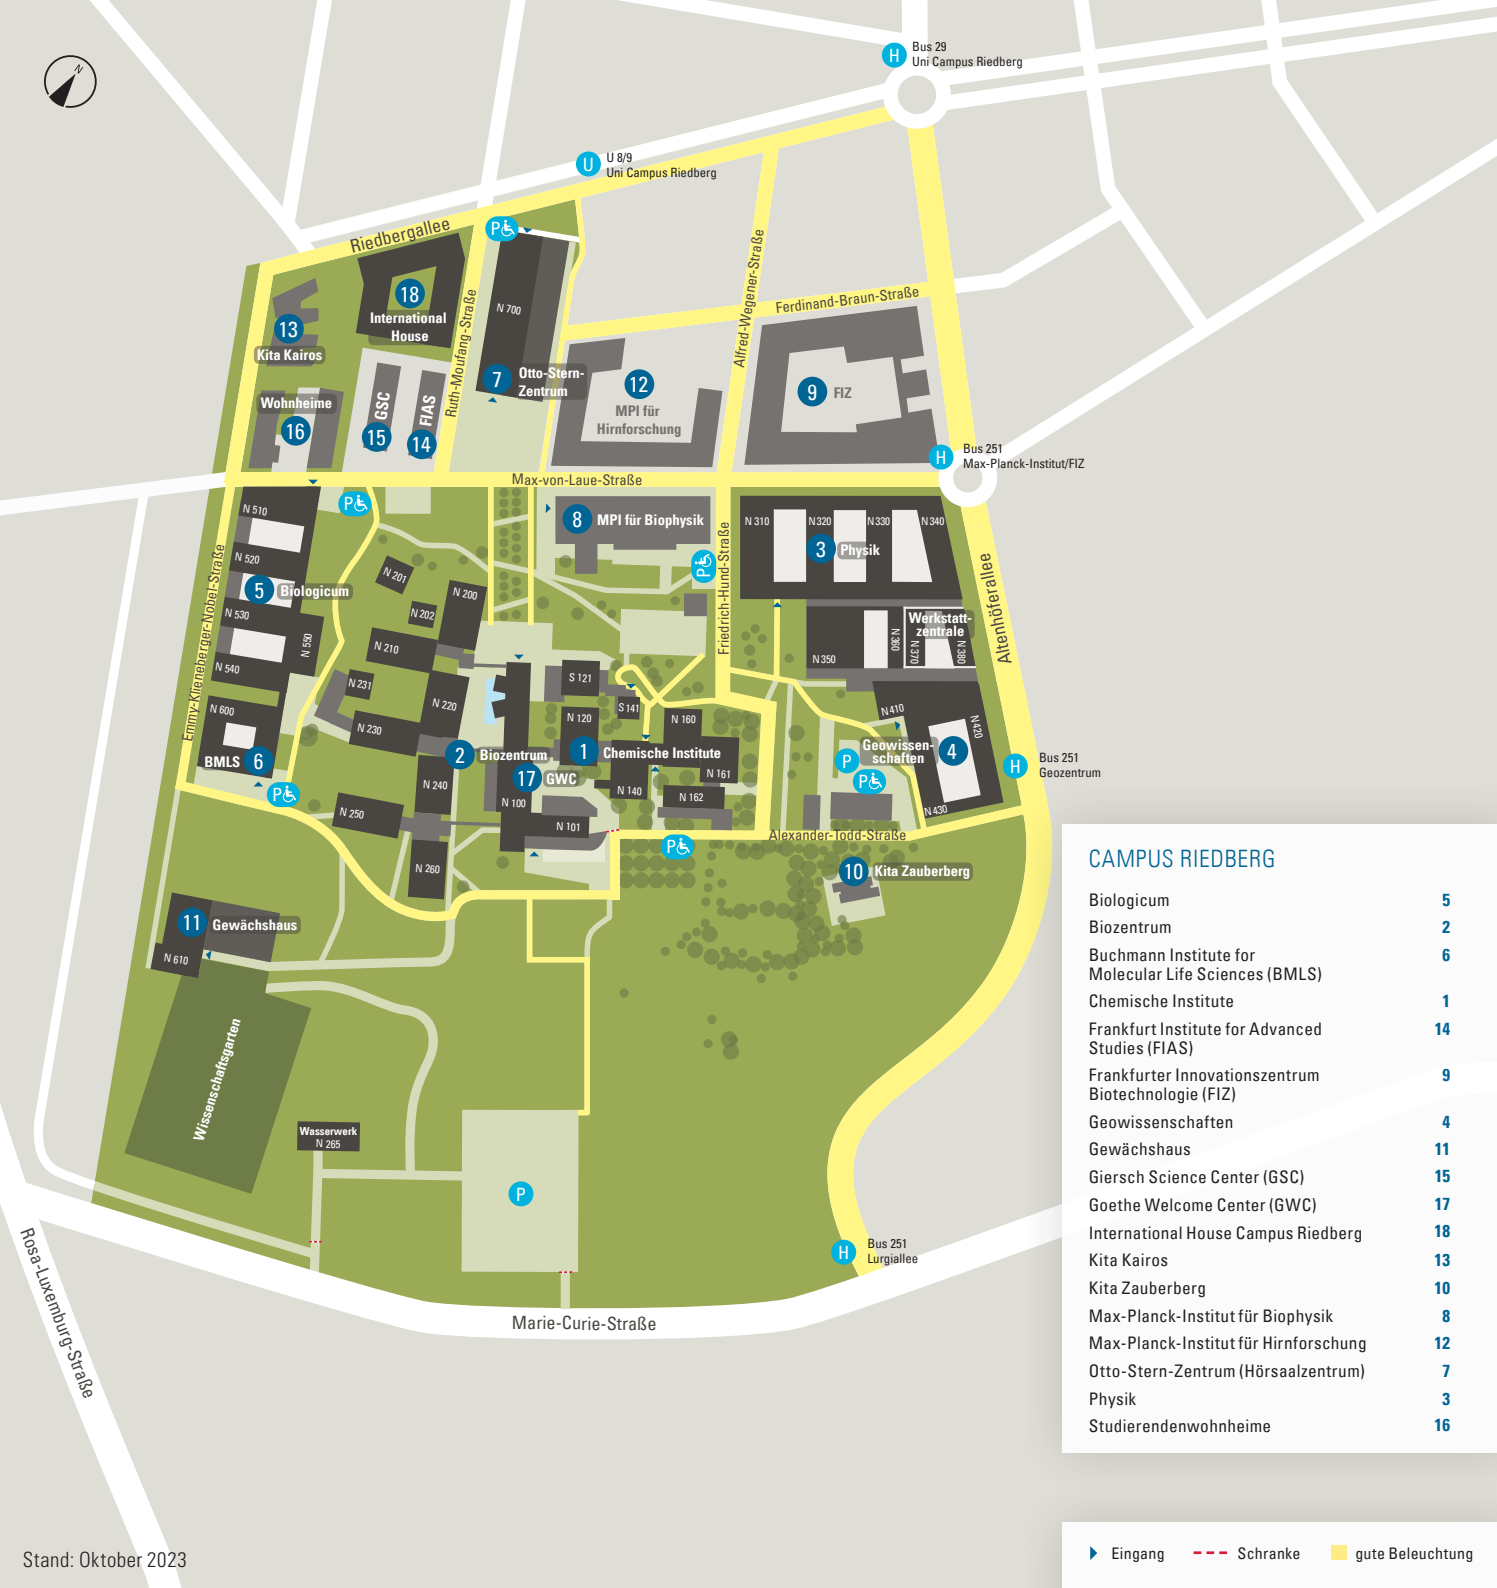 N
H
Bus 29
Uni Campus Riedberg
U
U 8/9
Uni Campus Riedberg
Riedbergallee
P
18
International
House
13
Kita Kairos
Ruth-Moufang-Straße
N 700
7
Otto-Stern-
Zentrum
Alfred-Wegener-Straße
Ferdinand-Braun-Straße
12
MPI für
Hirnforschung
9
FIZ
Wohnheime
16
GSC
15
FIAS
14
H
Bus 251
Max-Planck-Institut/FIZ
Max-von-Laue-Straße
P
N 510
N 520
5
Biologicum
N 530
N 540
N 550
Emmy-Klieneberger-Nobel-Straße
8
MPI für Biophysik
P
Friedrich-Hund-Straße
N 310
N 320
N 330
N 340
3
Physik
Altenhöferallee
Werkstatt-
zentrale
N 350
N 360
N 370
N 380
N 201
N 202
N 200
N 210
N 231
N 220
N 230
S 121
S 141
N 120
N 160
1
Chemische Institute
2
Biozentrum
17
GWC
N 161
N 140
N 162
N 100
N 101
N 240
N 250
N 260
N 600
BMLS
6
P
N 410
N 420
N 430
Geowissen-
schaften
4
P
P
H
Bus 251
Geozentrum
Alexander-Todd-Straße
P
10
Kita Zauberberg
11
Gewächshaus
N 610
Wissenschaftsgarten
Wasserwerk
N 265
P
H
Bus 251
Lurgiallee
Marie-Curie-Straße
Rosa-Luxemburg-Straße
CAMPUS RIEDBERG
Biologicum 5
Biozentrum 2
Buchmann Institute for 6
Molecular Life Sciences (BMLS)
Chemische Institute 1
Frankfurt Institute for Advanced 14
Studies (FIAS)
Frankfurter Innovationszentrum 9
Biotechnologie (FIZ)
Geowissenschaften 4
Gewächshaus 11
Giersch Science Center (GSC) 15
Goethe Welcome Center (GWC) 17
International House Campus Riedberg 18
Kita Kairos 13
Kita Zauberberg 10
Max-Planck-Institut für Biophysik 8
Max-Planck-Institut für Hirnforschung 12
Otto-Stern-Zentrum (Hörsaalzentrum) 7
Physik 3
Studierendenwohnheime 16
Eingang
Schranke
gute Beleuchtung
Stand: Oktober 2023